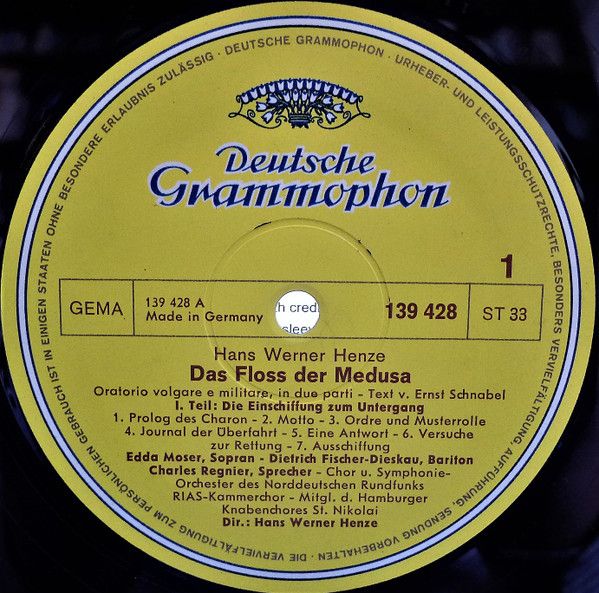 DEUTSCHE GRAMMOPHON · URHEBER- UND LEISTUNGSSCHUTZRECHTE, BESONDERS VERVIELFÄLTIGUNG, AUFFÜHRUNG, SENDUNG VORBEHALTEN · DIE VERVIELFÄLTIGUNG ZUM PERSÖNLICHEN GEBRAUCH IST IN EINIGEN STAATEN OHNE BESONDERE ERLAUBNIS ZULÄSSIG ·
Deutsche
Grammophon
1
GEMA
139 428 A
Made in Germany
139 428
ST 33
h cred
slee
Hans Werner Henze
Das Floss der Medusa
Oratorio volgare e militare, in due parti - Text v. Ernst Schnabel
I. Teil: Die Einschiffung zum Untergang
1. Prolog des Charon - 2. Motto - 3. Ordre und Musterrolle
4. Journal der Überfahrt - 5. Eine Antwort - 6. Versuche
zur Rettung - 7. Ausschiffung
Edda Moser, Sopran - Dietrich Fischer-Dieskau, Bariton
Charles Regnier, Sprecher - Chor u. Symphonie-
Orchester des Norddeutschen Rundfunks
RIAS-Kammerchor - Mitgl. d. Hamburger
Knabenchores St. Nikolai
Dir.: Hans Werner Henze